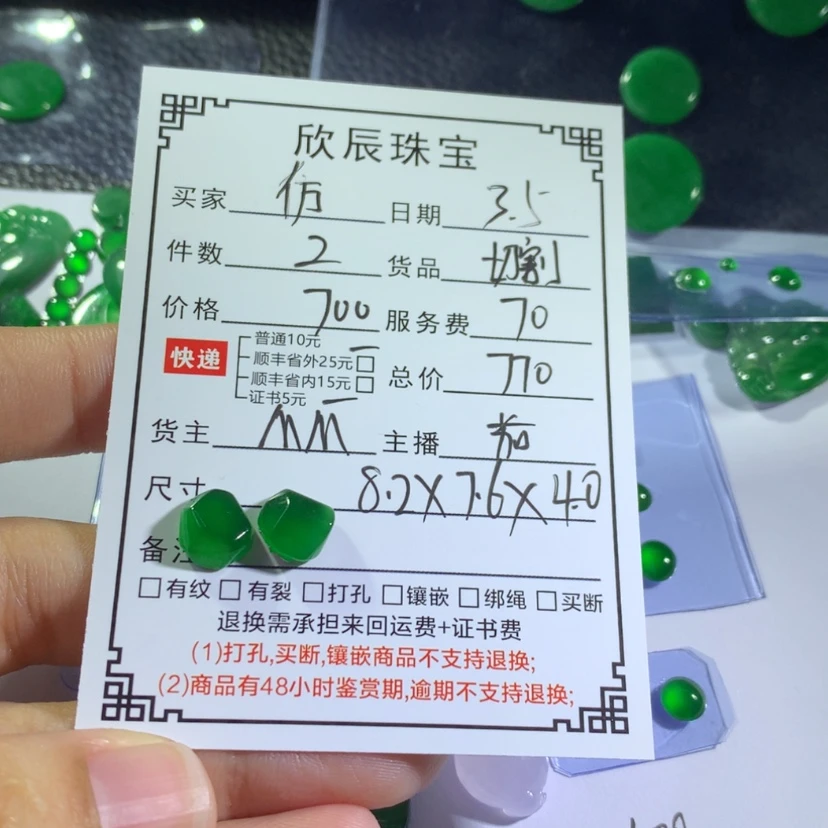 欣辰珠宝
买家 仿 日期 3.5
件数 2 货品 切割
价格 700 服务费 70
快递 普通10元
顺丰省外25元□
顺丰省内15元□ 总价 770
证书5元
货主 主播
尺寸 8.2X7.6X4.0
备注
□有纹□有裂□打孔□镶嵌□绑绳□买断
退换需承担来回运费+证书费
(1)打孔,买断,镶嵌商品不支持退换;
(2)商品有48小时鉴赏期,逾期不支持退换;